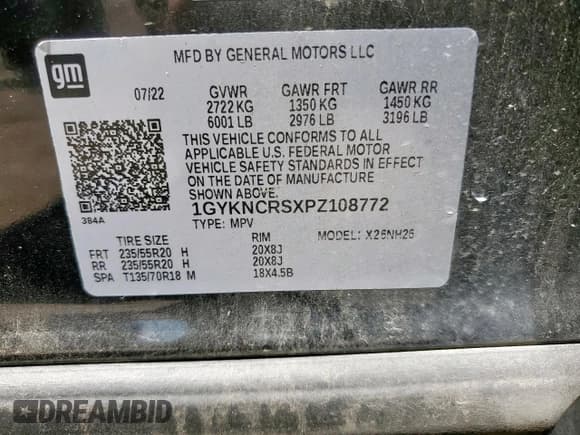 gm
MFD BY GENERAL MOTORS LLC
07/22 GVWR GAWR FRT GAWR RR
2722 KG 1350 KG 1450 KG
6001 LB 2976 LB 3196 LB
THIS VEHICLE CONFORMS TO ALL
APPLICABLE U.S. FEDERAL MOTOR
VEHICLE SAFETY STANDARDS IN EFFECT
ON THE DATE OF MANUFACTURE
SHOWN ABOVE.
384A
1GYKNCRSXPZ108772
TYPE: MPV MODEL: X26NH26
TIRE SIZE RIM
FRT 235/55R20 H 20X8J
RR 235/55R20 H 20X8J
SPA T135/70R18 M 18X4.5B
DREAMBID